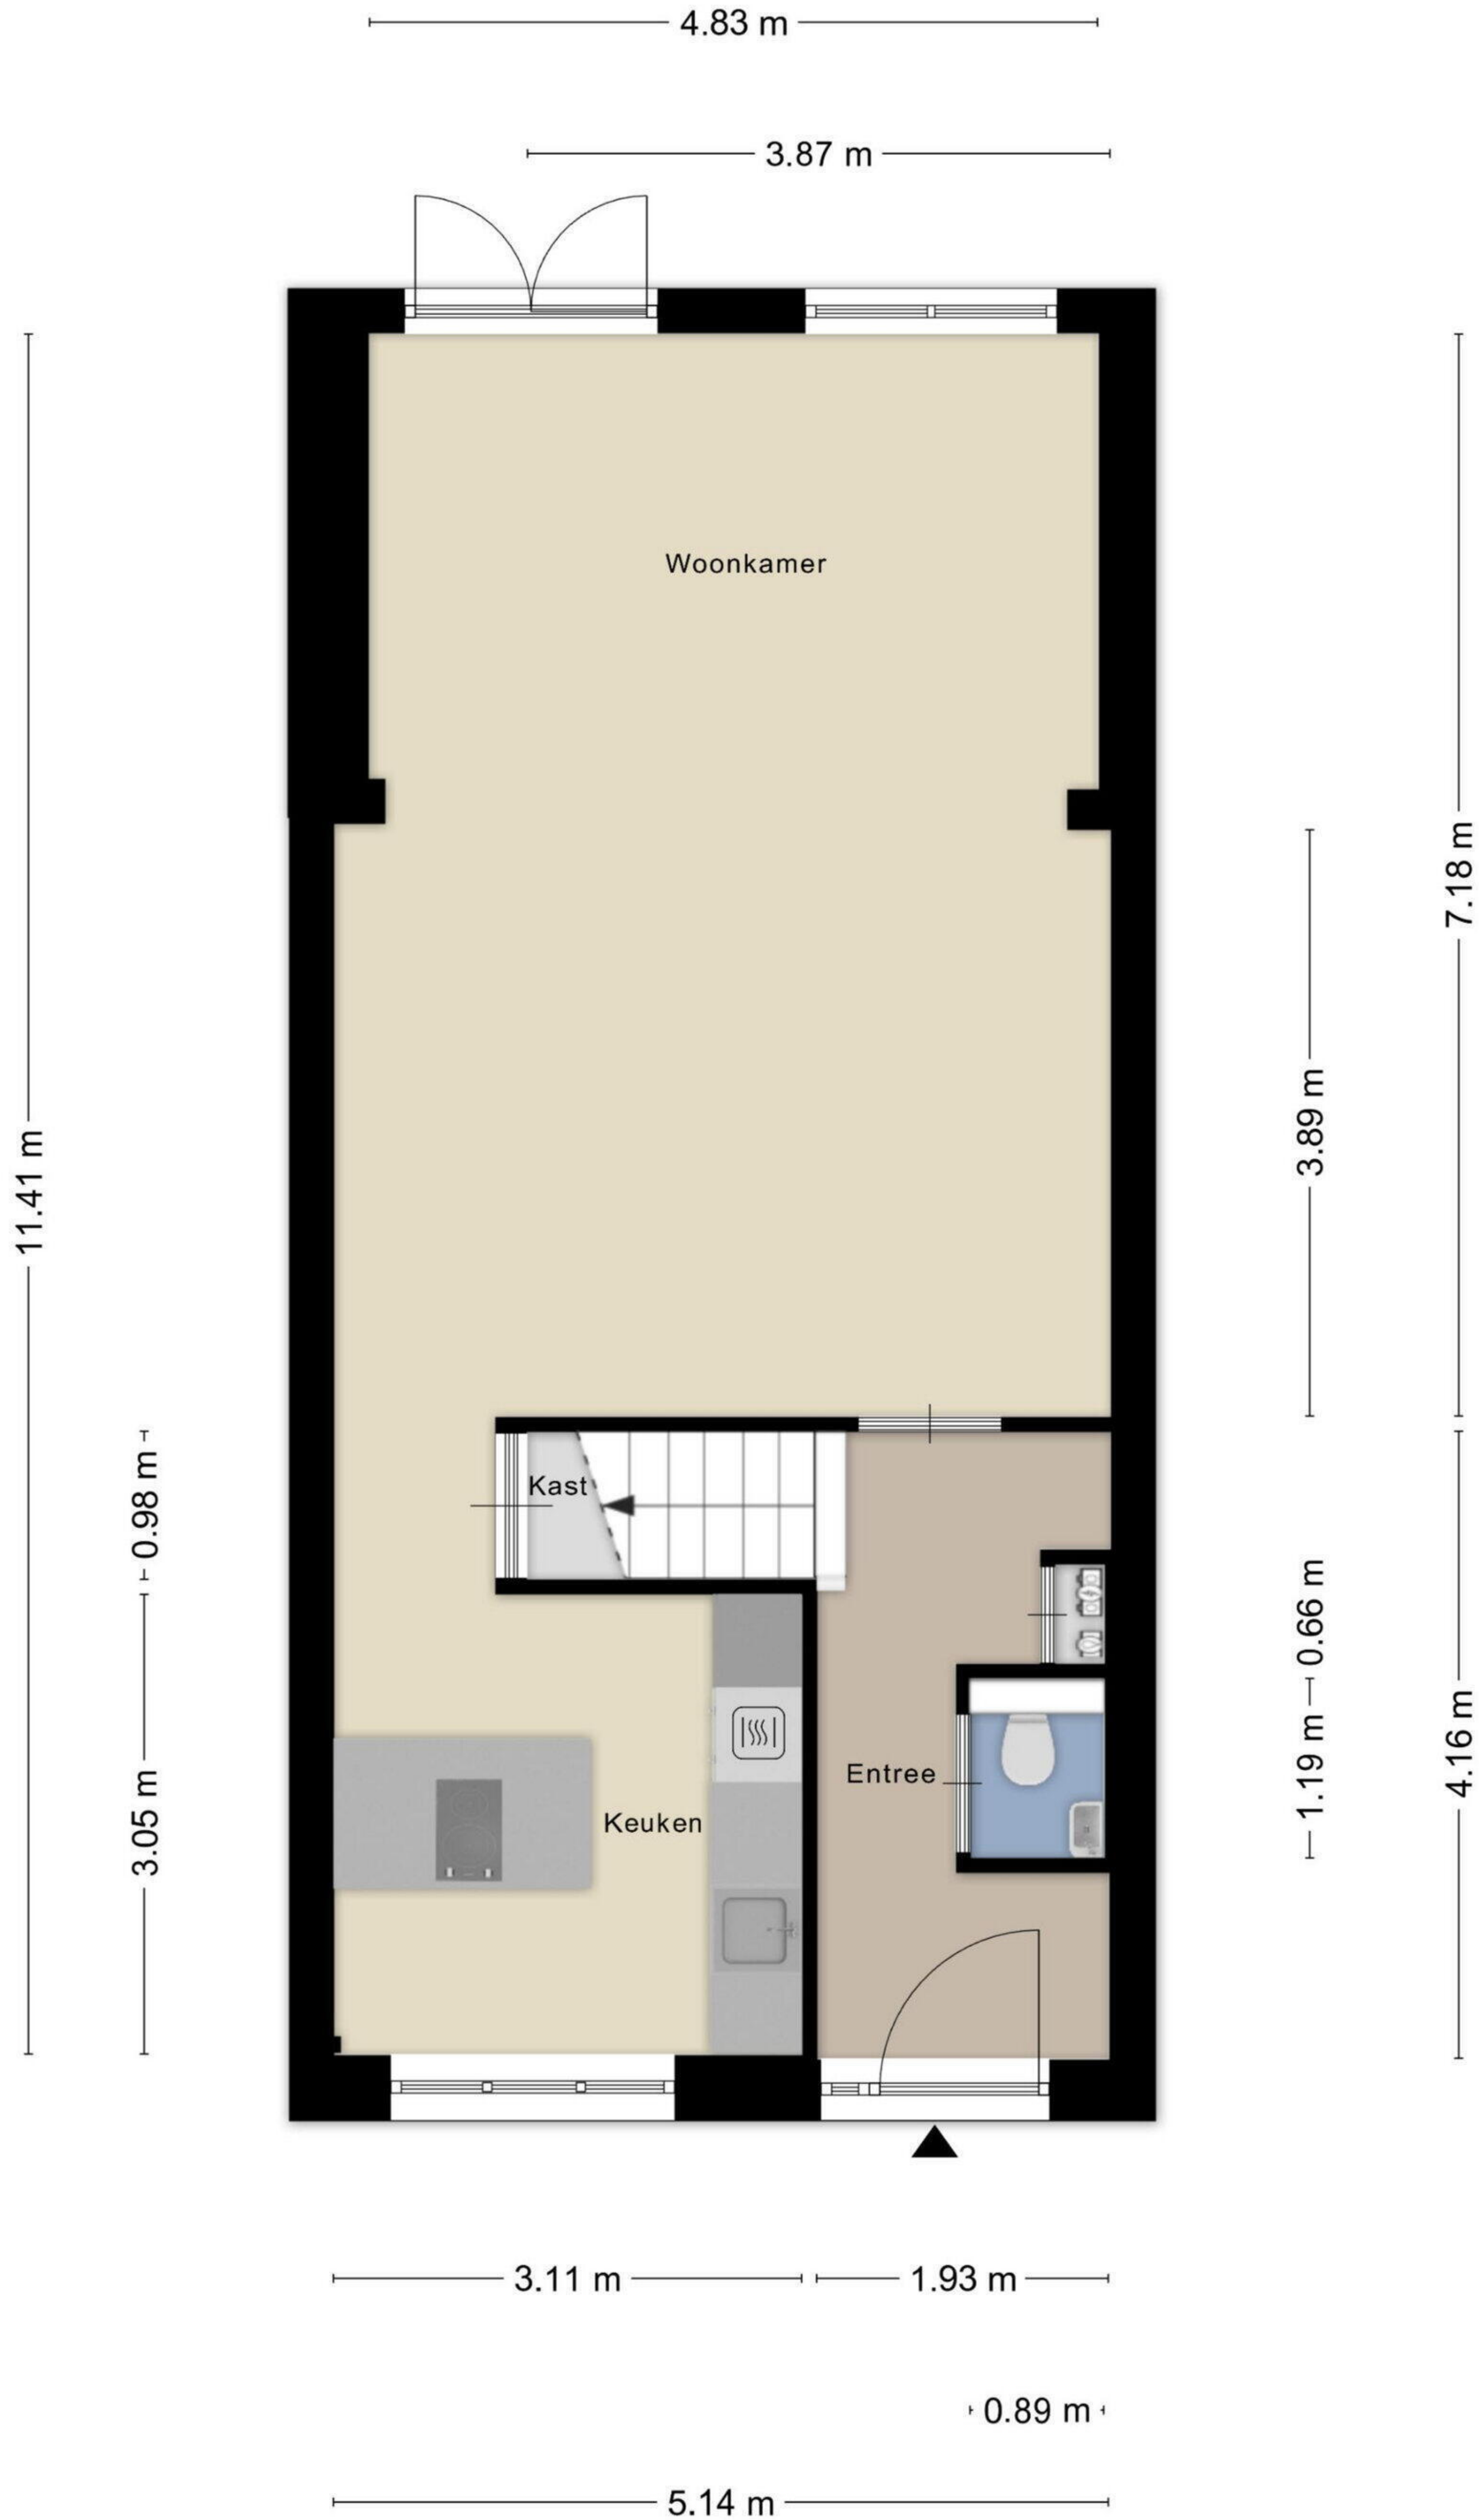 4.83 m
3.87 m
Woonkamer
7.18 m
11.41 m
3.89 m
0.98 m
Kast
0.66 m
1.19 m
4.16 m
3.05 m
Entree
Keuken
3.11 m
1.93 m
0.89 m
5.14 m